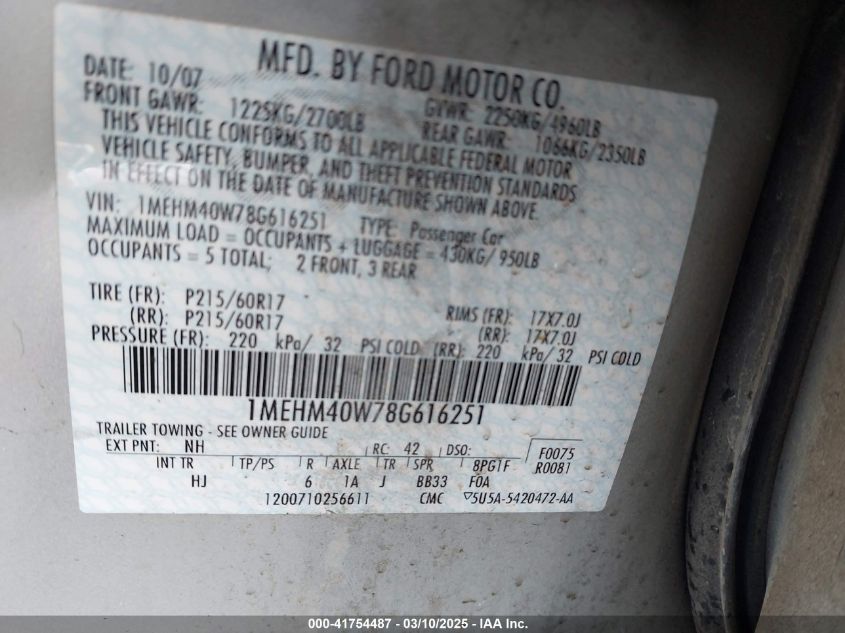 MFD. BY FORD MOTOR CO.
DATE: 10/07 GVWR: 2250KG/4960LB
FRONT GAWR: 1225KG/2700LB REAR GAWR: 1066KG/2350LB
THIS VEHICLE CONFORMS TO ALL APPLICABLE FEDERAL MOTOR
VEHICLE SAFETY, BUMPER, AND THEFT PREVENTION STANDARDS
IN EFFECT ON THE DATE OF MANUFACTURE SHOWN ABOVE.
VIN: 1MEHM40W78G616251 TYPE: Passenger Car
MAXIMUM LOAD = OCCUPANTS + LUGGAGE = 430KG/ 950LB
OCCUPANTS = 5 TOTAL; 2 FRONT, 3 REAR
TIRE (FR): P215/60R17 RIMS (FR): 17X7.0J
(RR): P215/60R17 (RR): 17X7.0J
PRESSURE (FR): 220 kPa/ 32 PSI COLD (RR): 220 kPa/ 32 PSI COLD
1MEHM40W78G616251
TRAILER TOWING - SEE OWNER GUIDE
EXT PNT: NH RC: 42 DSO: F0075
R0081
INT TR TP/PS R AXLE TR SPR 8PG1F
HJ 6 1A J BB33 F0A
1200710256611 CMC ▽5U5A-5420472-AA
000-41754487 - 03/10/2025 - IAA Inc.